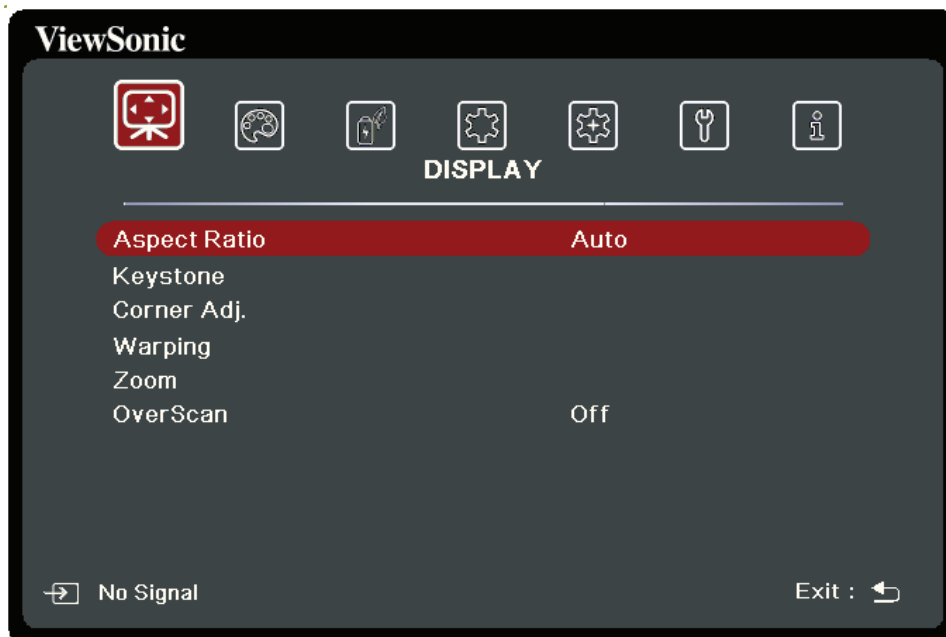 ViewSonic
DISPLAY
Aspect Ratio Auto
Keystone
Corner Adj.
Warping
Zoom
OverScan Off
No Signal Exit :